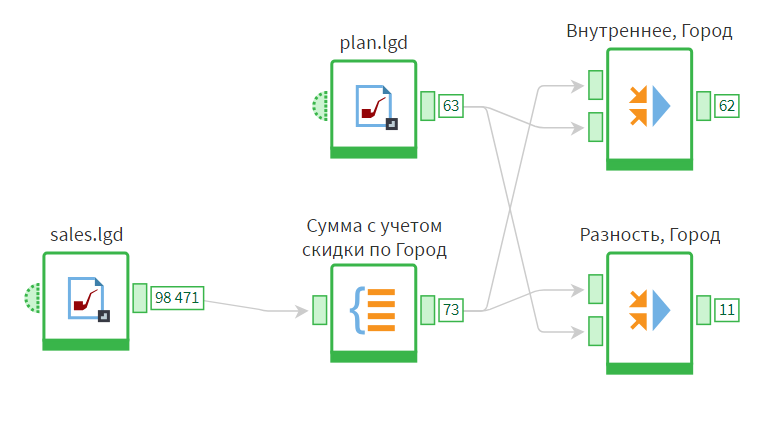 Внутреннее, Город
plan.lgd
63
62
Сумма с учетом
скидки по Город
Разность, Город
sales.lgd
98 471
73
11